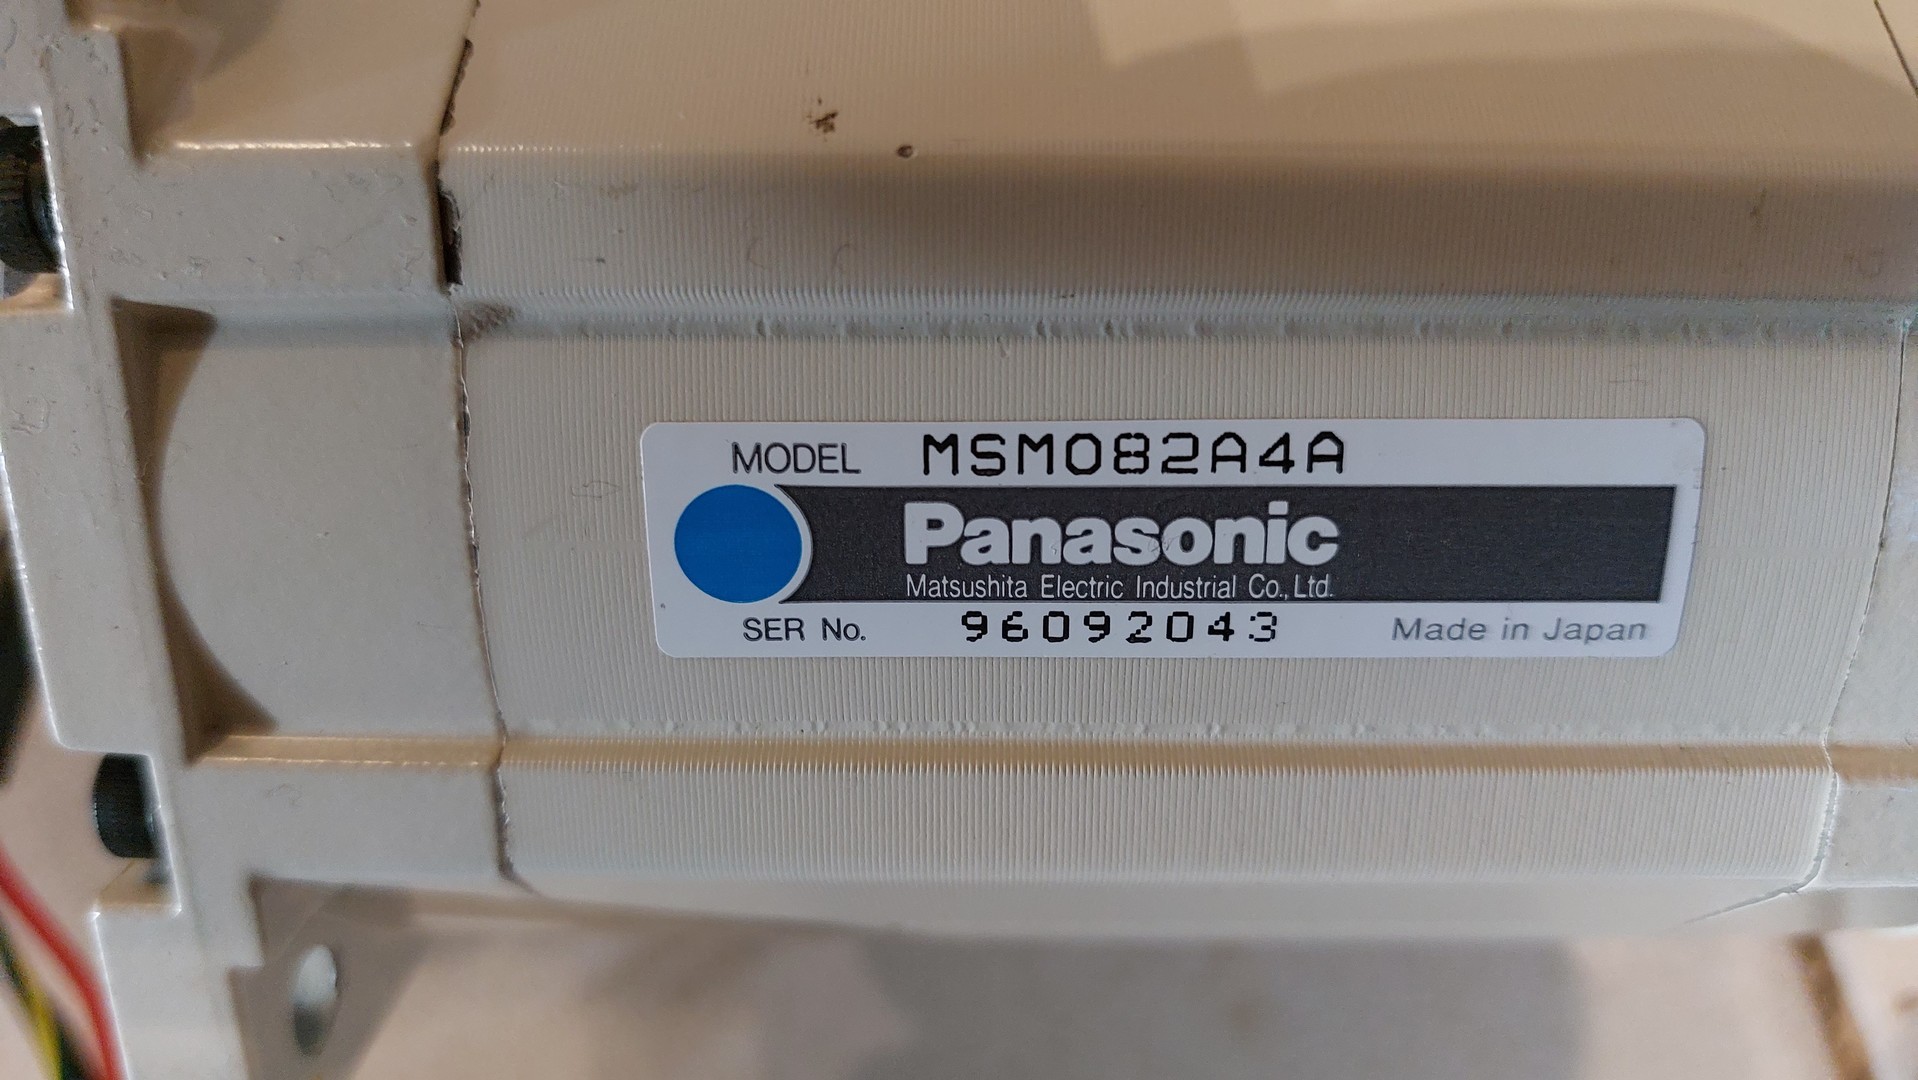 MODEL MSM082A4A
Panasonic
Matsushita Electric Industrial Co., Ltd.
SER No. 96092043 Made in Japan